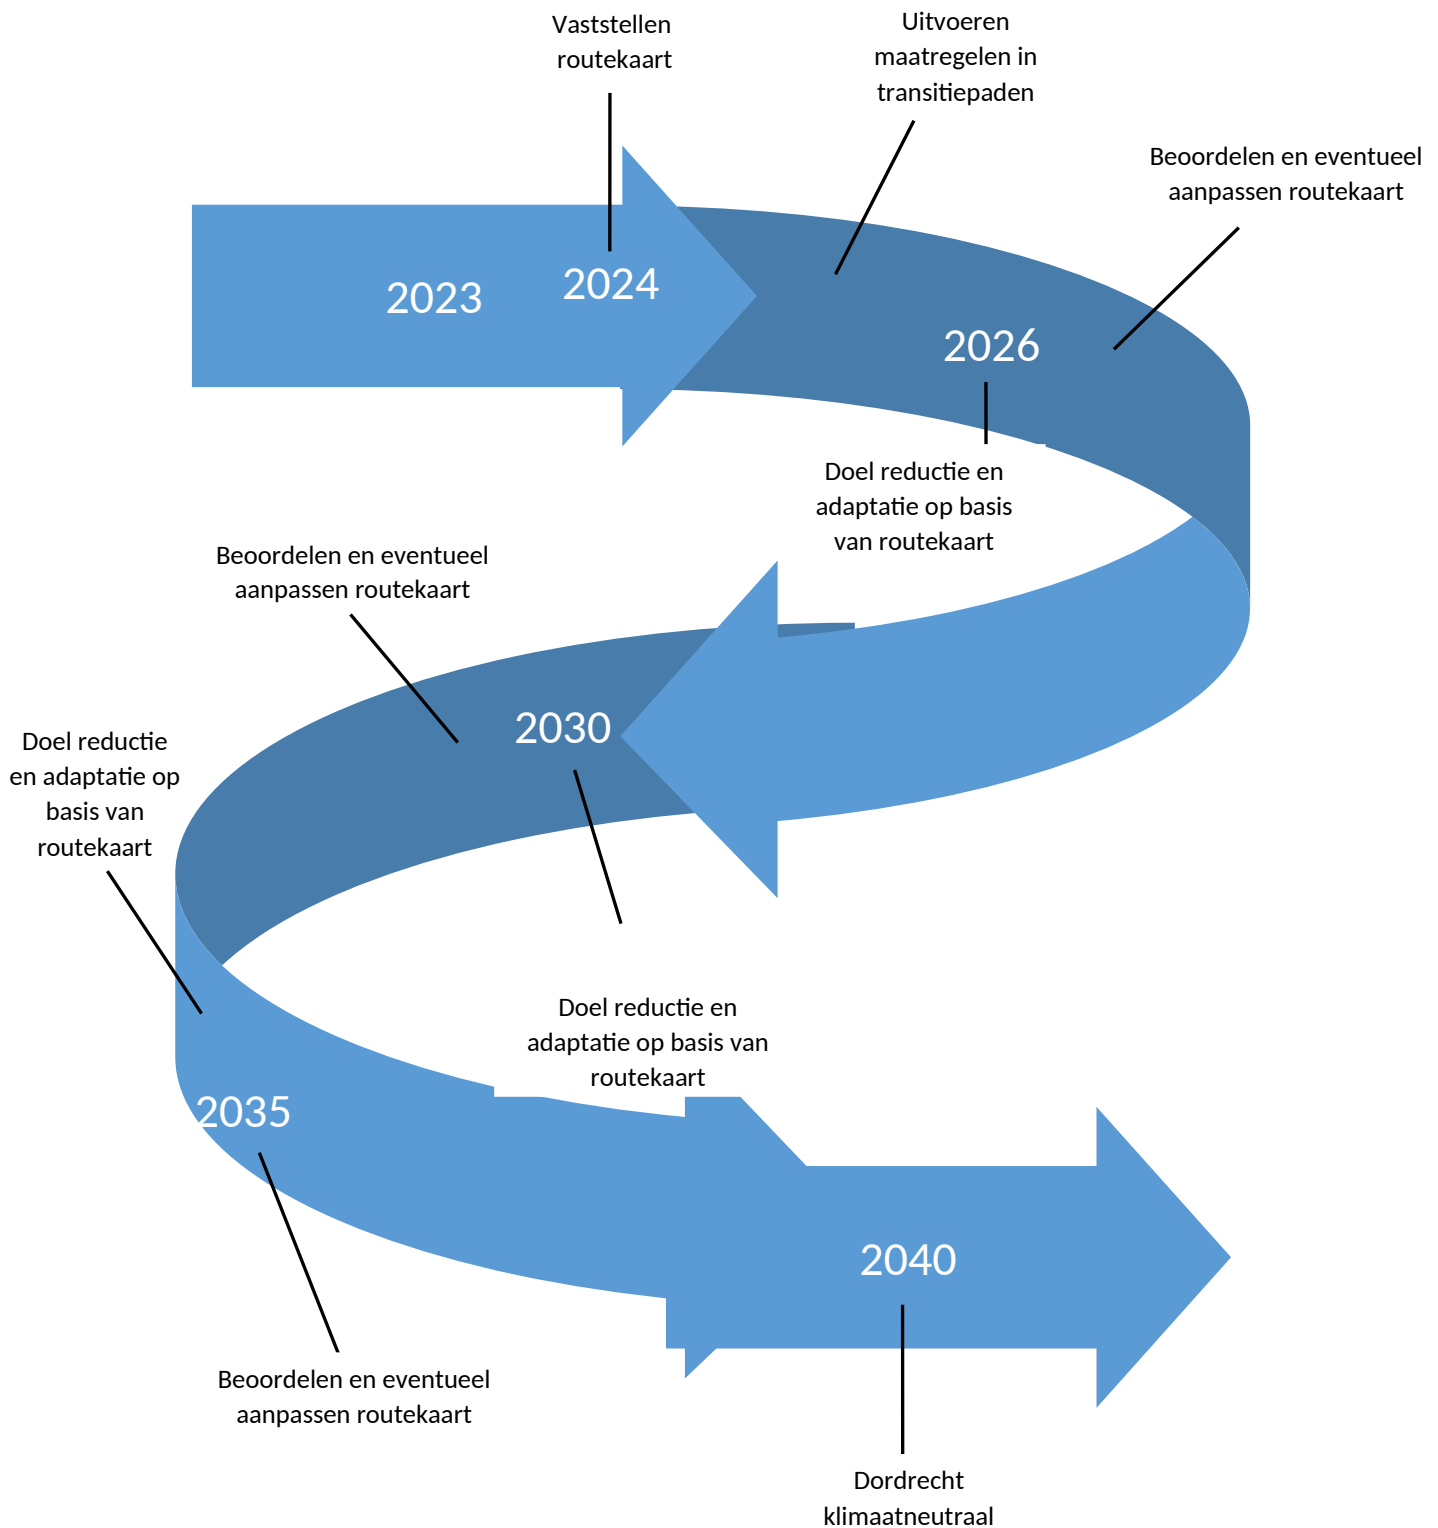 Vaststellen
routekaart
Uitvoeren
maatregelen in
transitiepaden
Beoordelen en eventueel
aanpassen routekaart
2023
2024
2026
Doel reductie en
adaptatie op basis
van routekaart
Beoordelen en eventueel
aanpassen routekaart
2030
Doel reductie
en adaptatie op
basis van
routekaart
Doel reductie en
adaptatie op basis van
routekaart
2035
Beoordelen en eventueel
aanpassen routekaart
2040
Dordrecht
klimaatneutraal